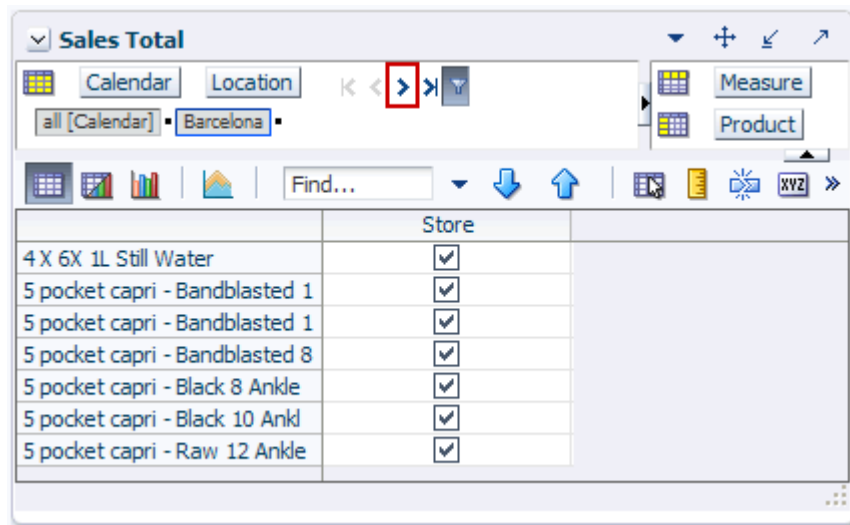 Sales Total
Calendar Location Measure
all [Calendar] Barcelona Product
Find... XYZ
Store
4 X 6X 1L Still Water
5 pocket capri - Bandblasted 1
5 pocket capri - Bandblasted 1
5 pocket capri - Bandblasted 8
5 pocket capri - Black 8 Ankle
5 pocket capri - Black 10 Ankl
5 pocket capri - Raw 12 Ankle